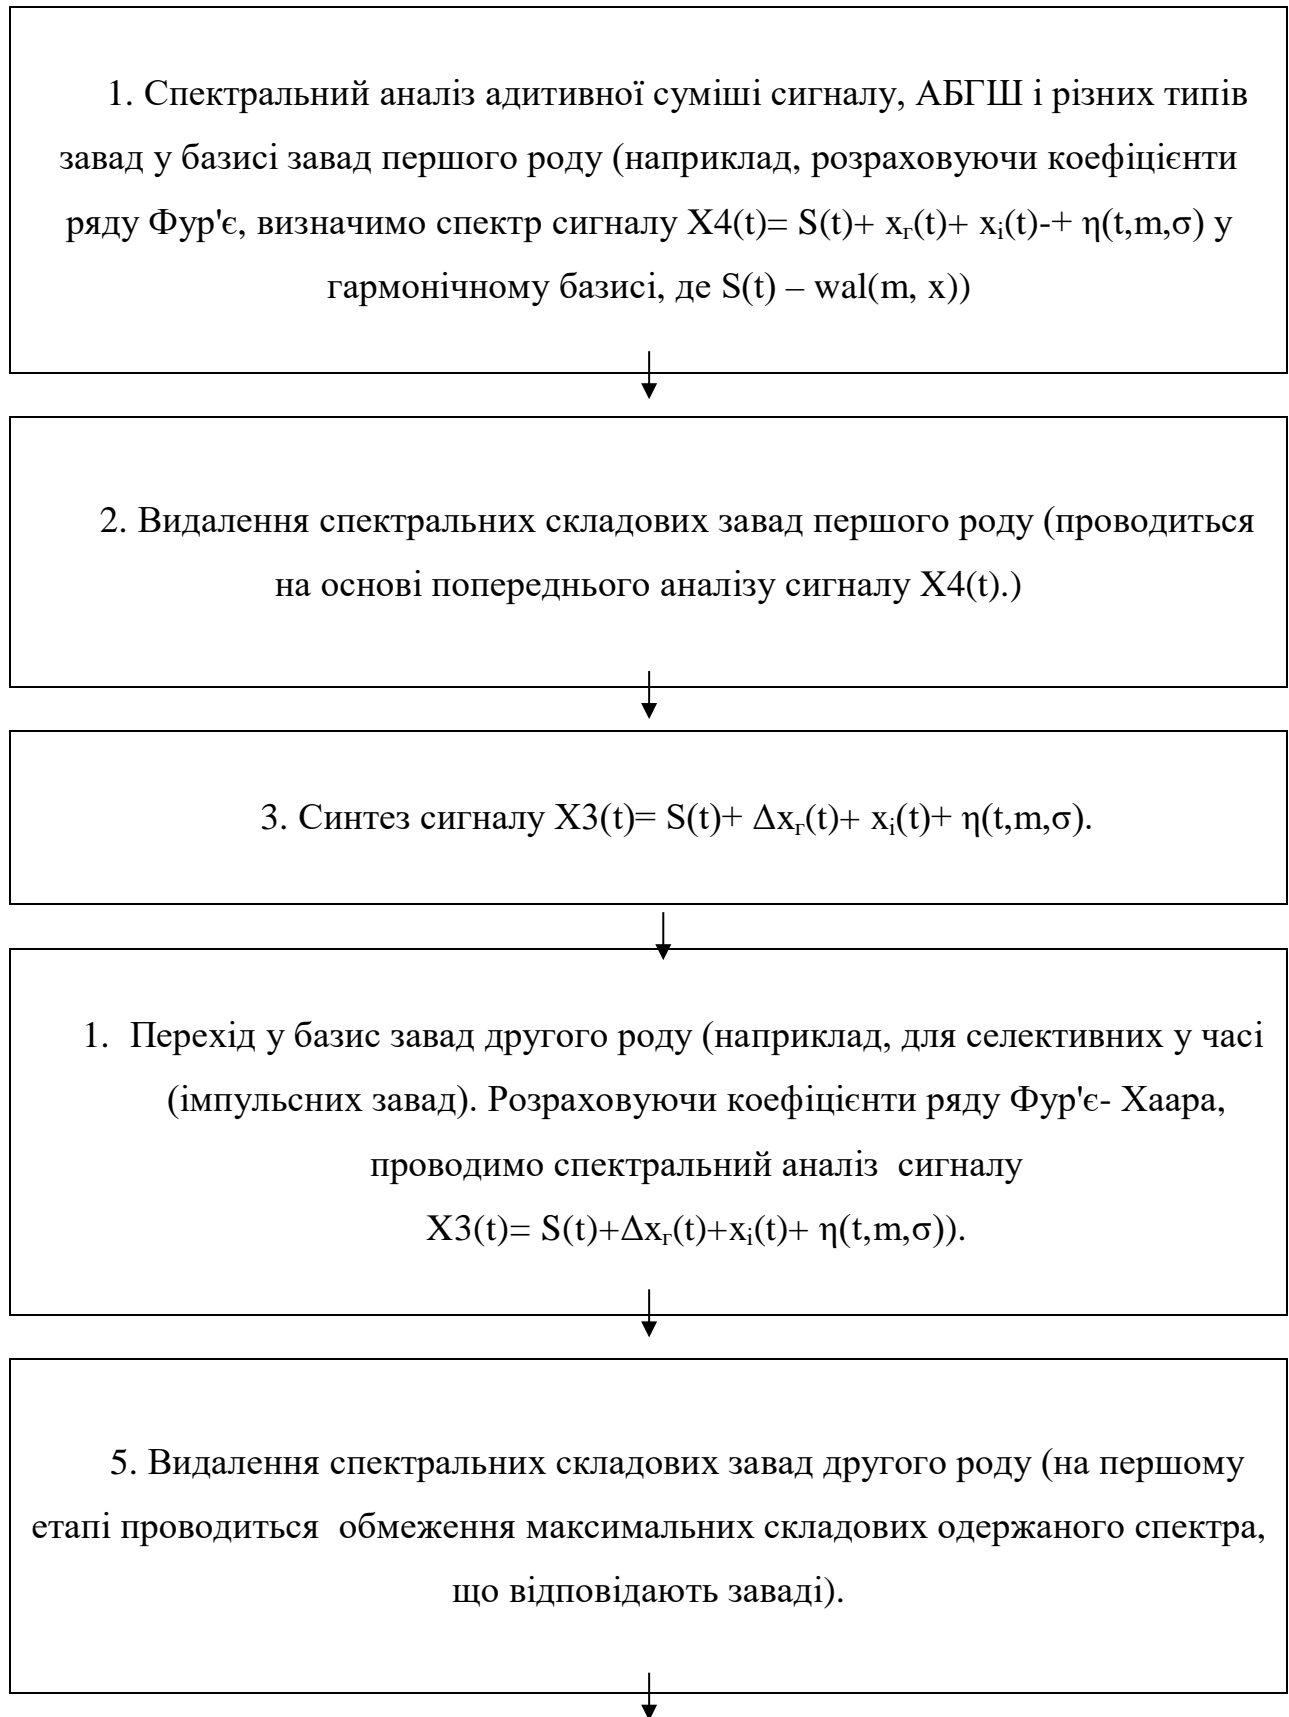 1. Спектральний аналіз адитивної суміші сигналу, АБГШ і різних типів
завад у базисі завад першого роду (наприклад, розраховуючи коефіцієнти
ряду Фур'є, визначимо спектр сигналу X4(t)= S(t)+ xг(t)+ xi(t)-+ η(t,m,σ) у
гармонічному базисі, де S(t) – wal(m, x))
2. Видалення спектральних складових завад першого роду (проводиться
на основі попереднього аналізу сигналу X4(t).)
3. Синтез сигналу X3(t)= S(t)+ Δxг(t)+ xi(t)+ η(t,m,σ).
1. Перехід у базис завад другого роду (наприклад, для селективних у часі
(імпульсних завад). Розраховуючи коефіцієнти ряду Фур'є- Хаара,
проводимо спектральний аналіз сигналу
X3(t)= S(t)+Δxг(t)+xi(t)+ η(t,m,σ)).
5. Видалення спектральних складових завад другого роду (на першому
етапі проводиться обмеження максимальних складових одержаного спектра,
що відповідають заваді).